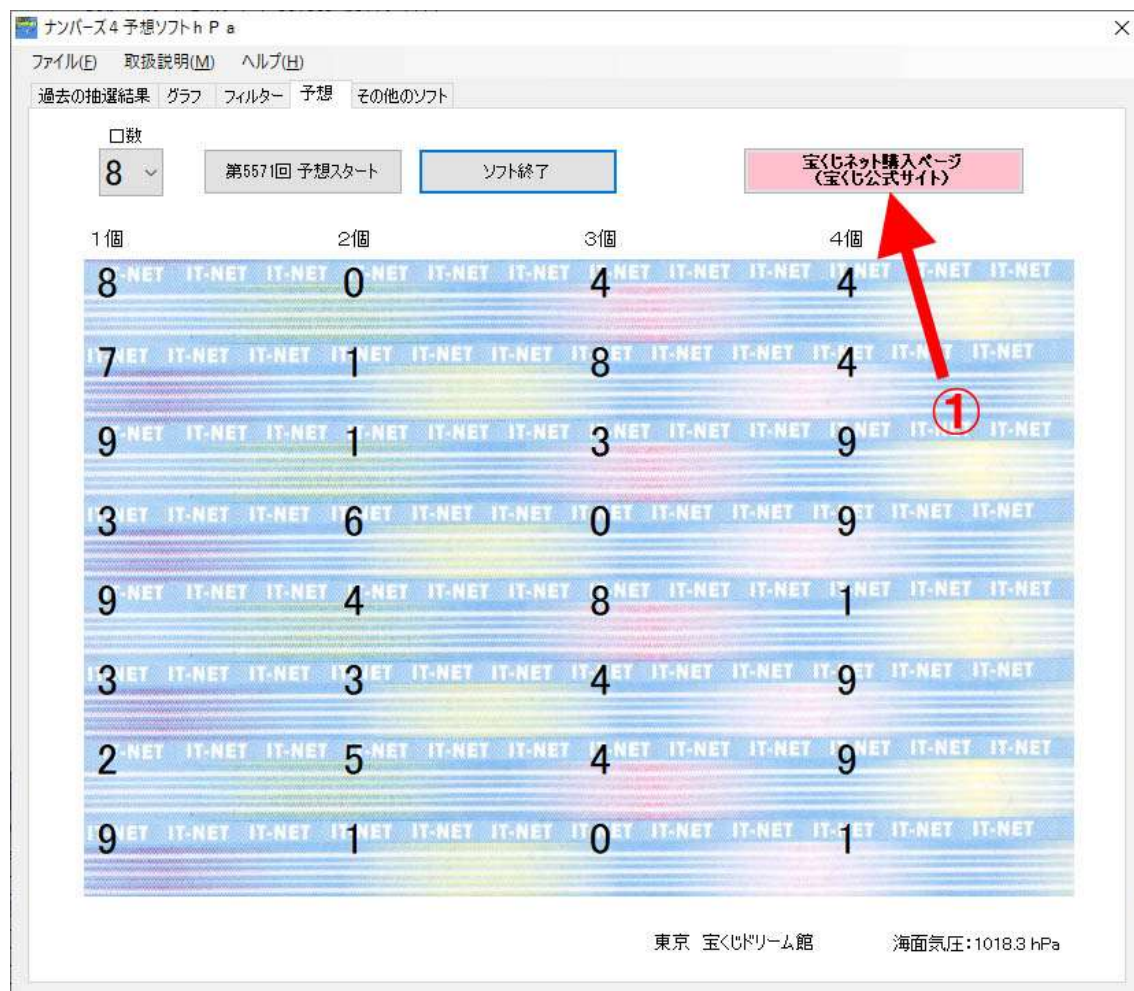 ナンバーズ4 予想ソフトｈＰａ
ファイル(F) 取扱説明(M) ヘルプ(H)
過去の抽選結果 グラフ フィルター 予想 その他のソフト
口数
8 第5571回 予想スタート ソフト終了 宝くじネット購入ページ
（宝くじ公式サイト）
1個 2個 3個 4個
8 0 4 4
7 1 8 4
①
9 1 3 9
3 6 0 9
9 4 8 1
3 3 4 9
2 5 4 9
9 1 0 1
東京 宝くじドリーム館 海面気圧：1018.3 hPa